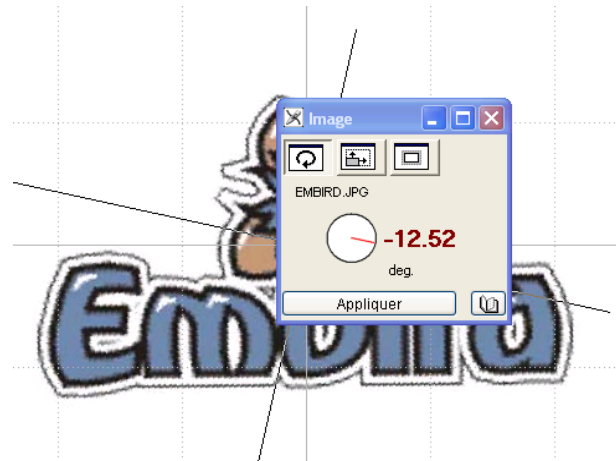 Image
EMBIRD.JPG
-12.52
deg.
Appliquer
Embird